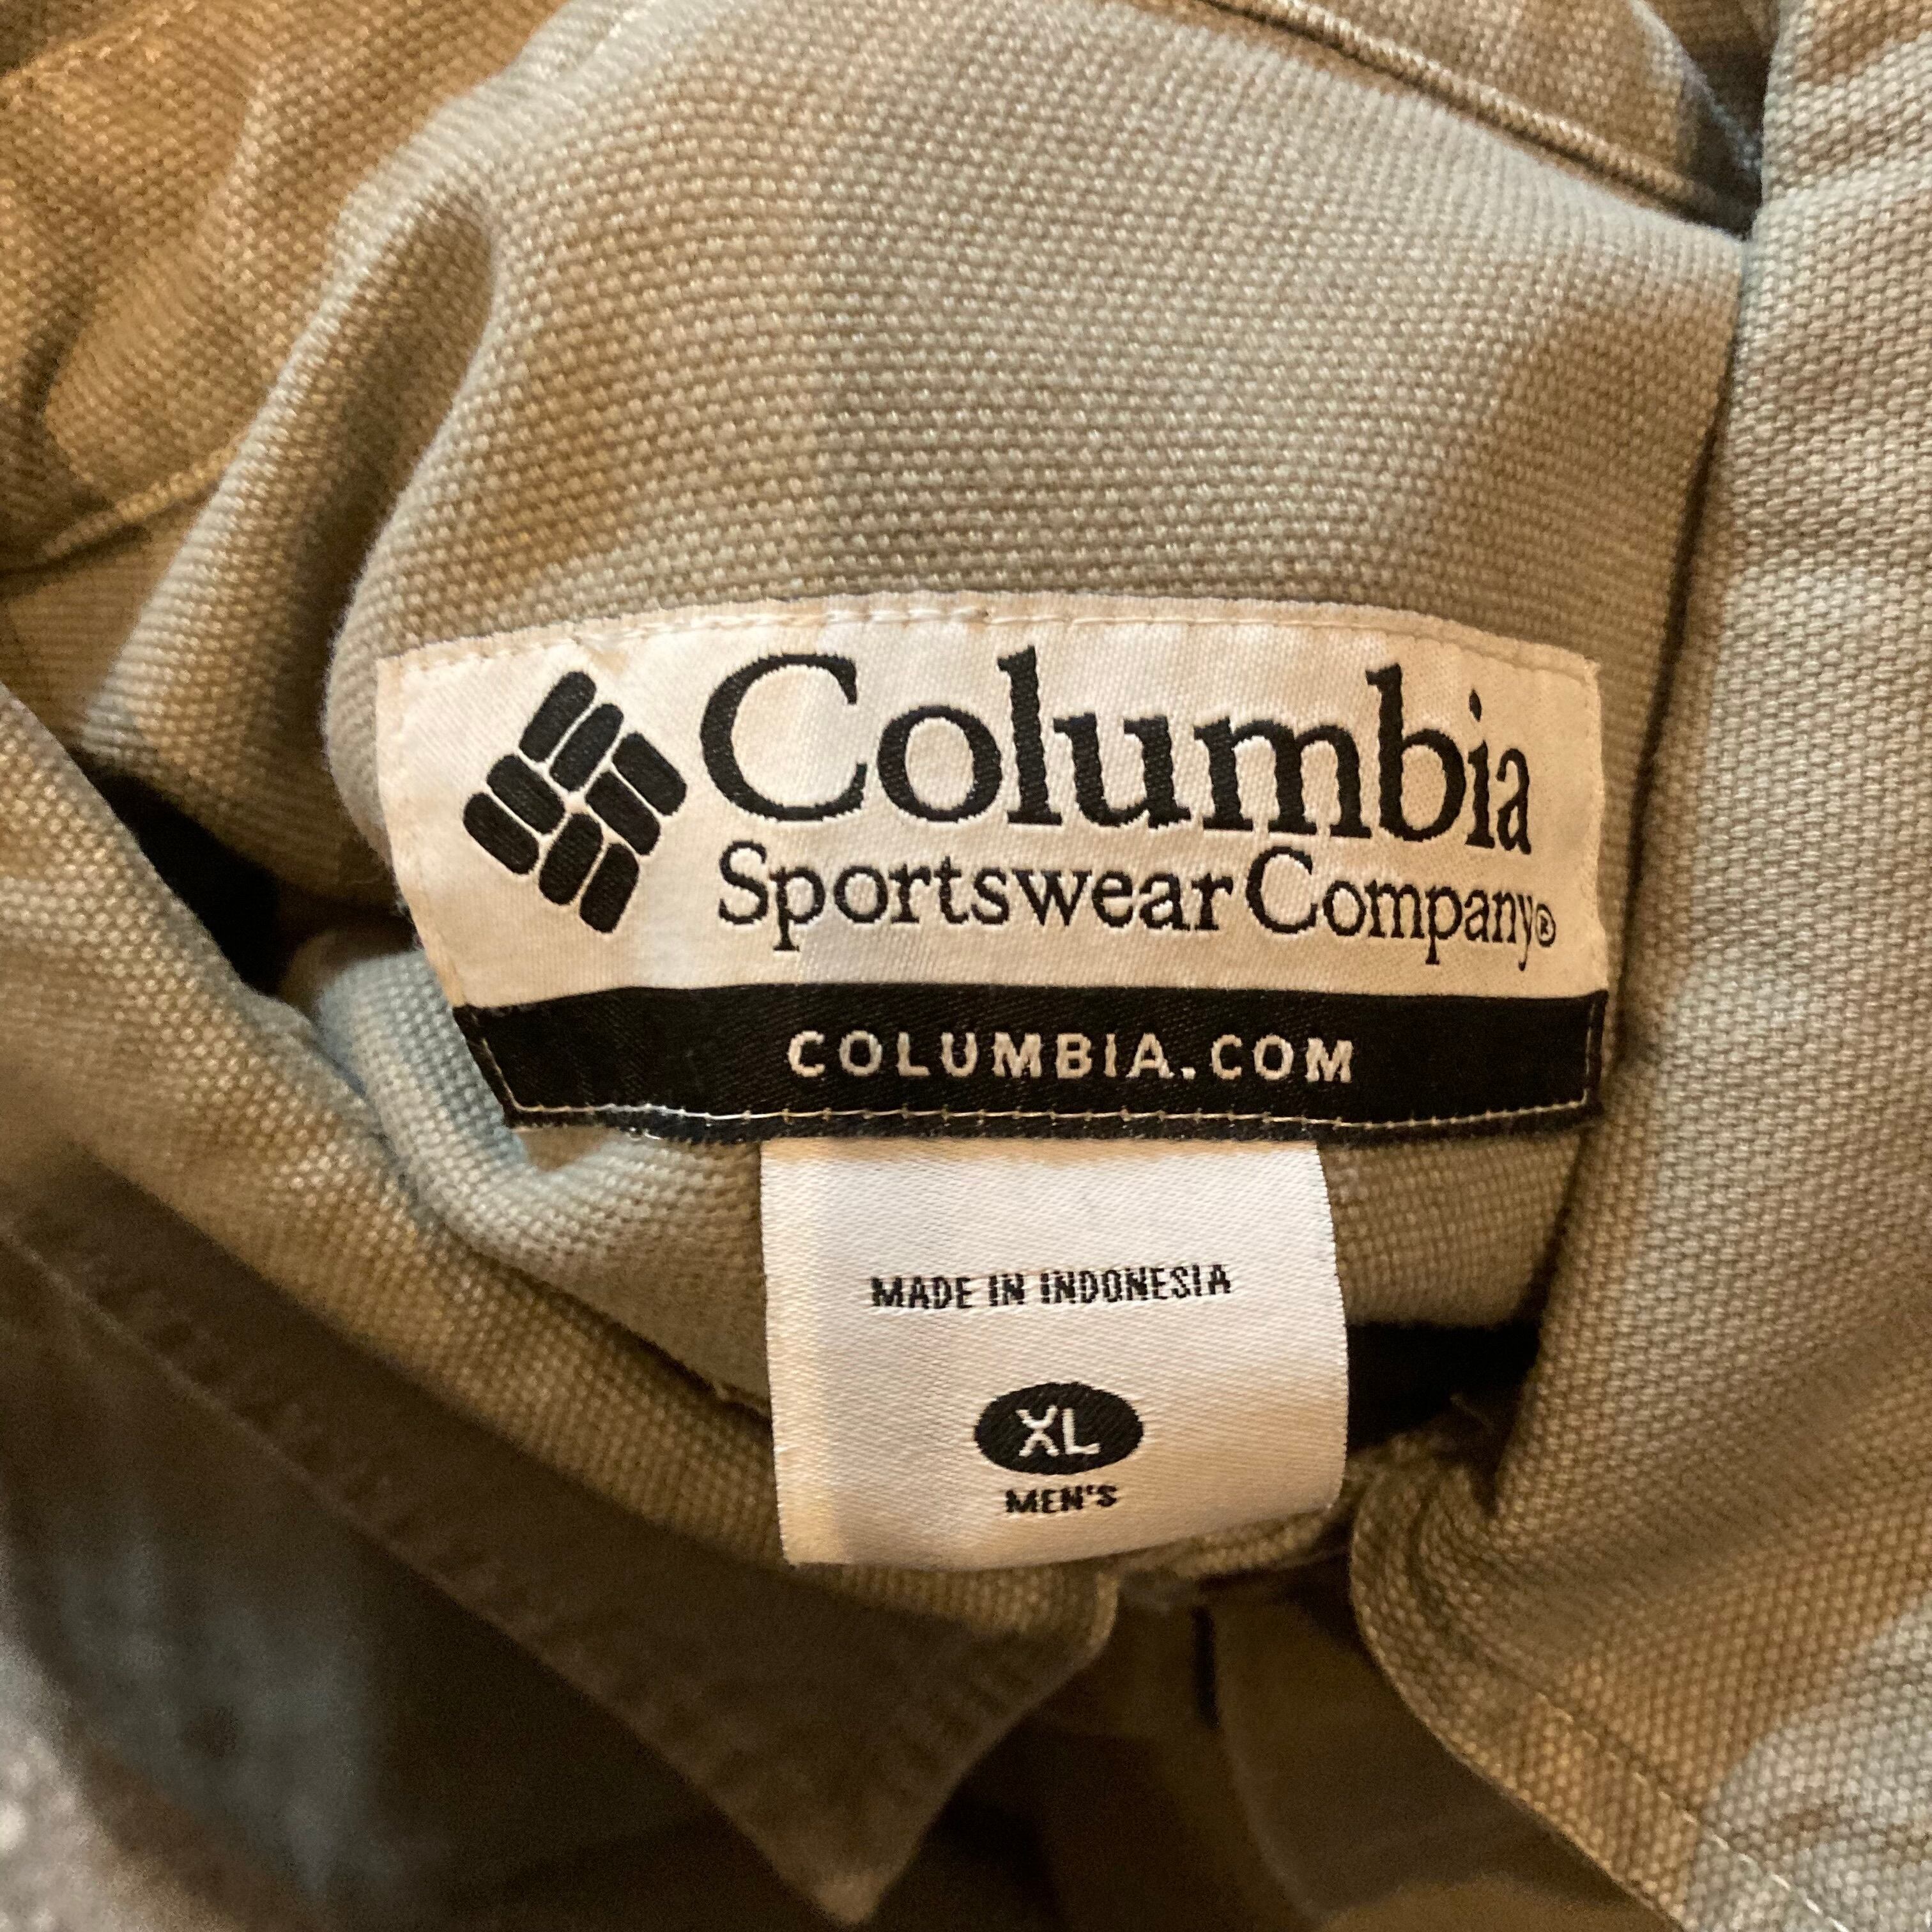 Columbia
Sportswear Company®
COLUMBIA.COM
MADE IN INDONESIA
XL
MEN'S